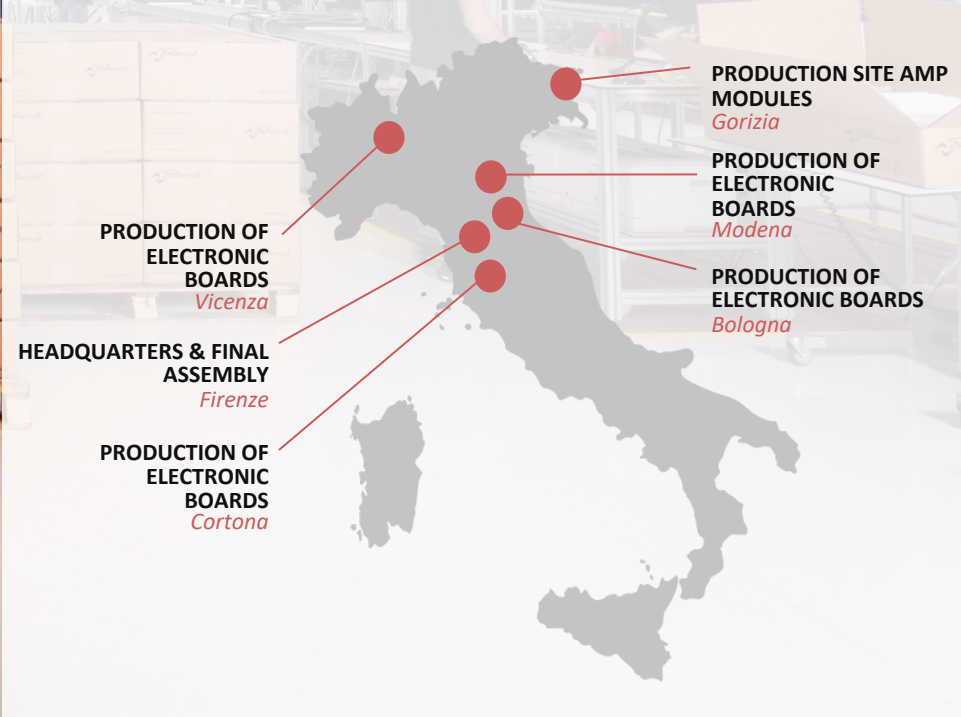 PRODUCTION SITE AMP
MODULES
Gorizia
PRODUCTION OF
ELECTRONIC
BOARDS
Modena
PRODUCTION OF
ELECTRONIC BOARDS
Bologna
PRODUCTION OF
ELECTRONIC
BOARDS
Vicenza
HEADQUARTERS & FINAL
ASSEMBLY
Firenze
PRODUCTION OF
ELECTRONIC
BOARDS
Cortona